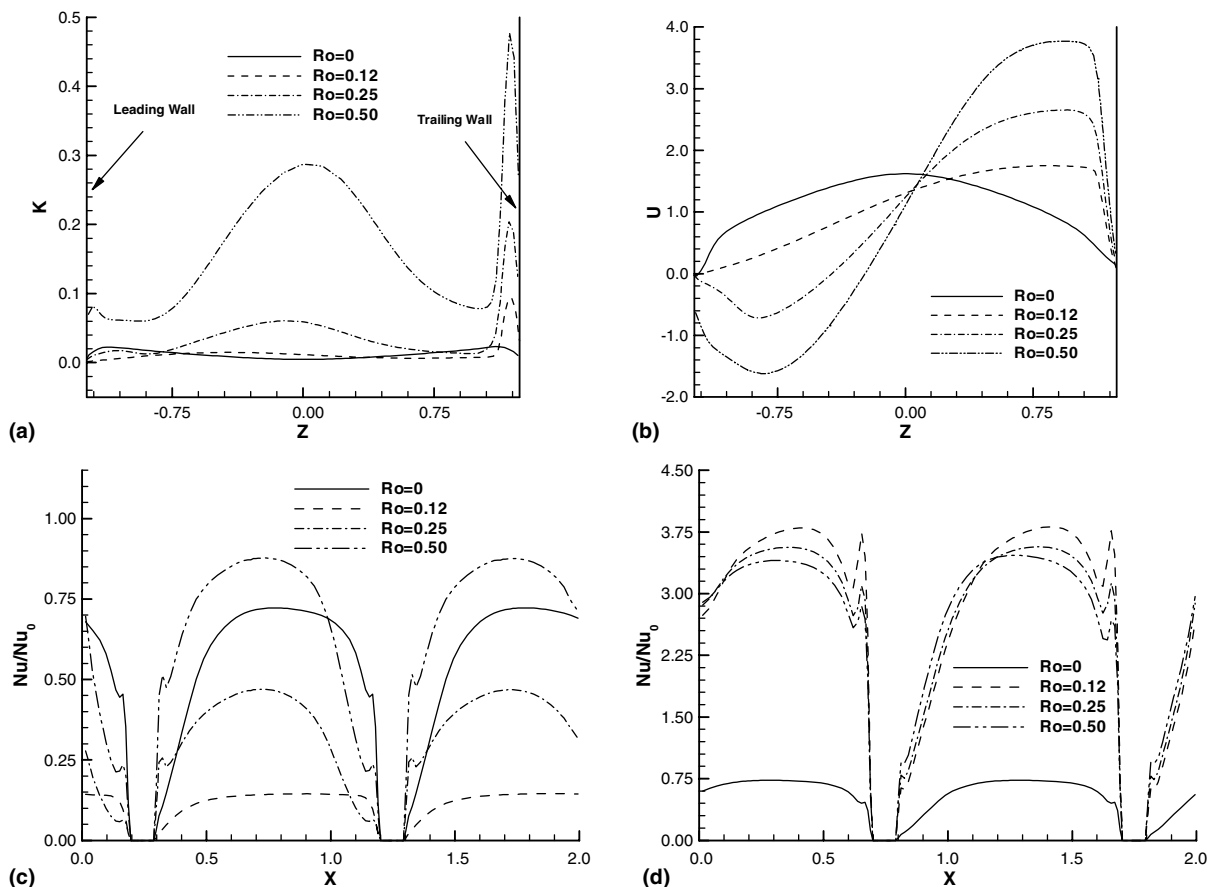 0.5
0.4
0.3
0.2
0.1
0.0
K
Ro=0
Ro=0.12
Ro=0.25
Ro=0.50
Leading Wall
Trailing Wall
-0.75
0.00
0.75
Z
(a)
4.0
3.0
2.0
1.0
0.0
-1.0
-2.0
U
Ro=0
Ro=0.12
Ro=0.25
Ro=0.50
-0.75
0.00
0.75
Z
(b)
1.00
0.75
0.50
0.25
0.00
Nu/Nu0
Ro=0
Ro=0.12
Ro=0.25
Ro=0.50
0.0
0.5
1.0
1.5
2.0
X
(c)
4.50
3.75
3.00
2.25
1.50
0.75
0.00
Nu/Nu0
Ro=0
Ro=0.12
Ro=0.25
Ro=0.50
0.0
0.5
1.0
1.5
2.0
X
(d)